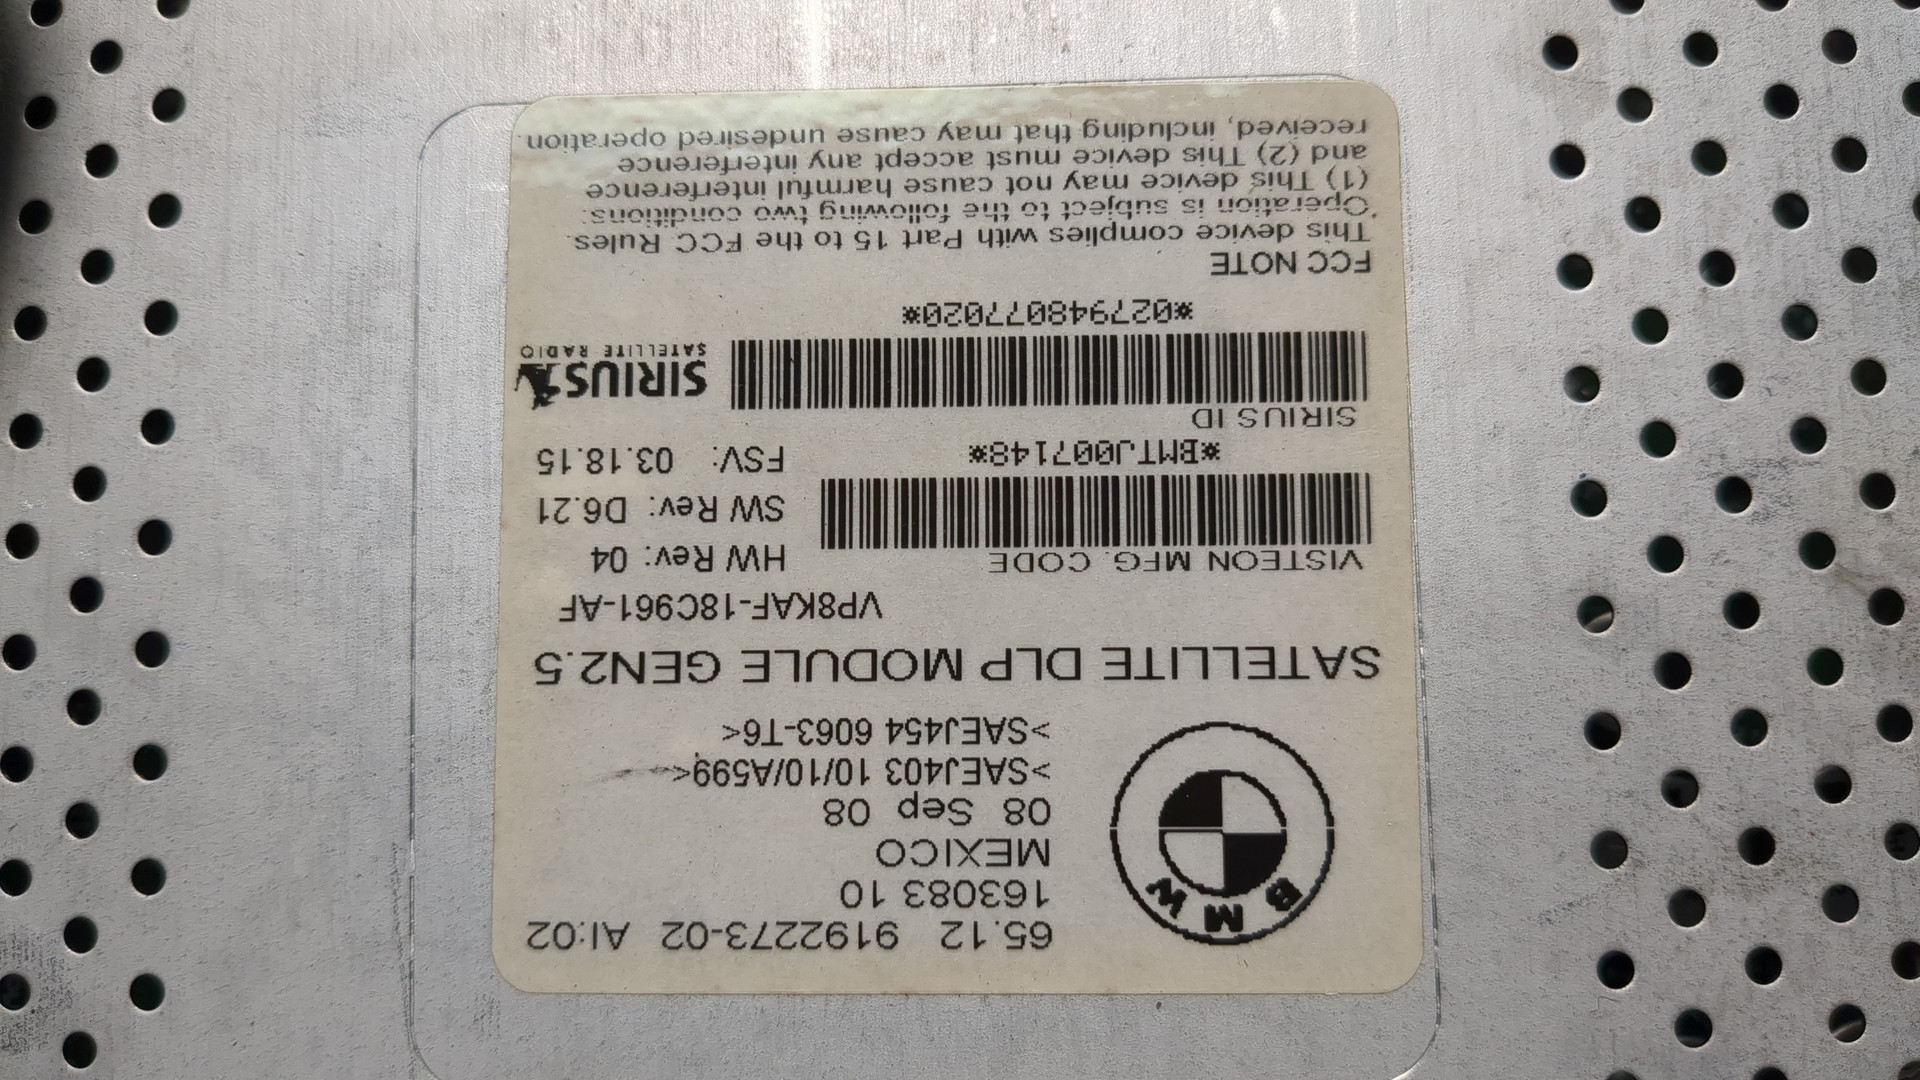 BMW
65.12 9192273-02 AI:02
163083 10
MEXICO
08 Sep 08
>SAEJ403 10/10/A599<
>SAEJ454 6063-T6<
SATELLITE DLP MODULE GEN2.5
VP8KAF-18C961-AF
VISTEON MFG. CODE
*BMTJ007148*
HW Rev: 04
SW Rev: D6.21
FSV: 03.18.15
SIRIUS ID
*027948077020*
SIRIUS
SATELLITE RADIO
FCC NOTE
This device complies with Part 15 to the FCC Rules.
Operation is subject to the following two conditions:
(1) This device may not cause harmful interference
and (2) This device must accept any interference
received, including that may cause undesired operation.